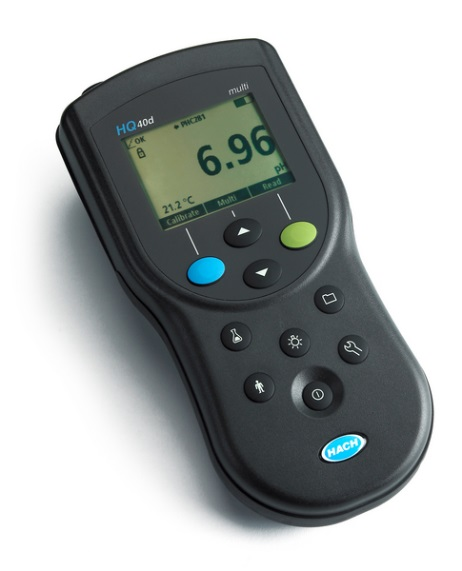 HQ40d multi
OK PHC281
6.96
pH
21.2 °C
Calibrate Multi Read
HACH